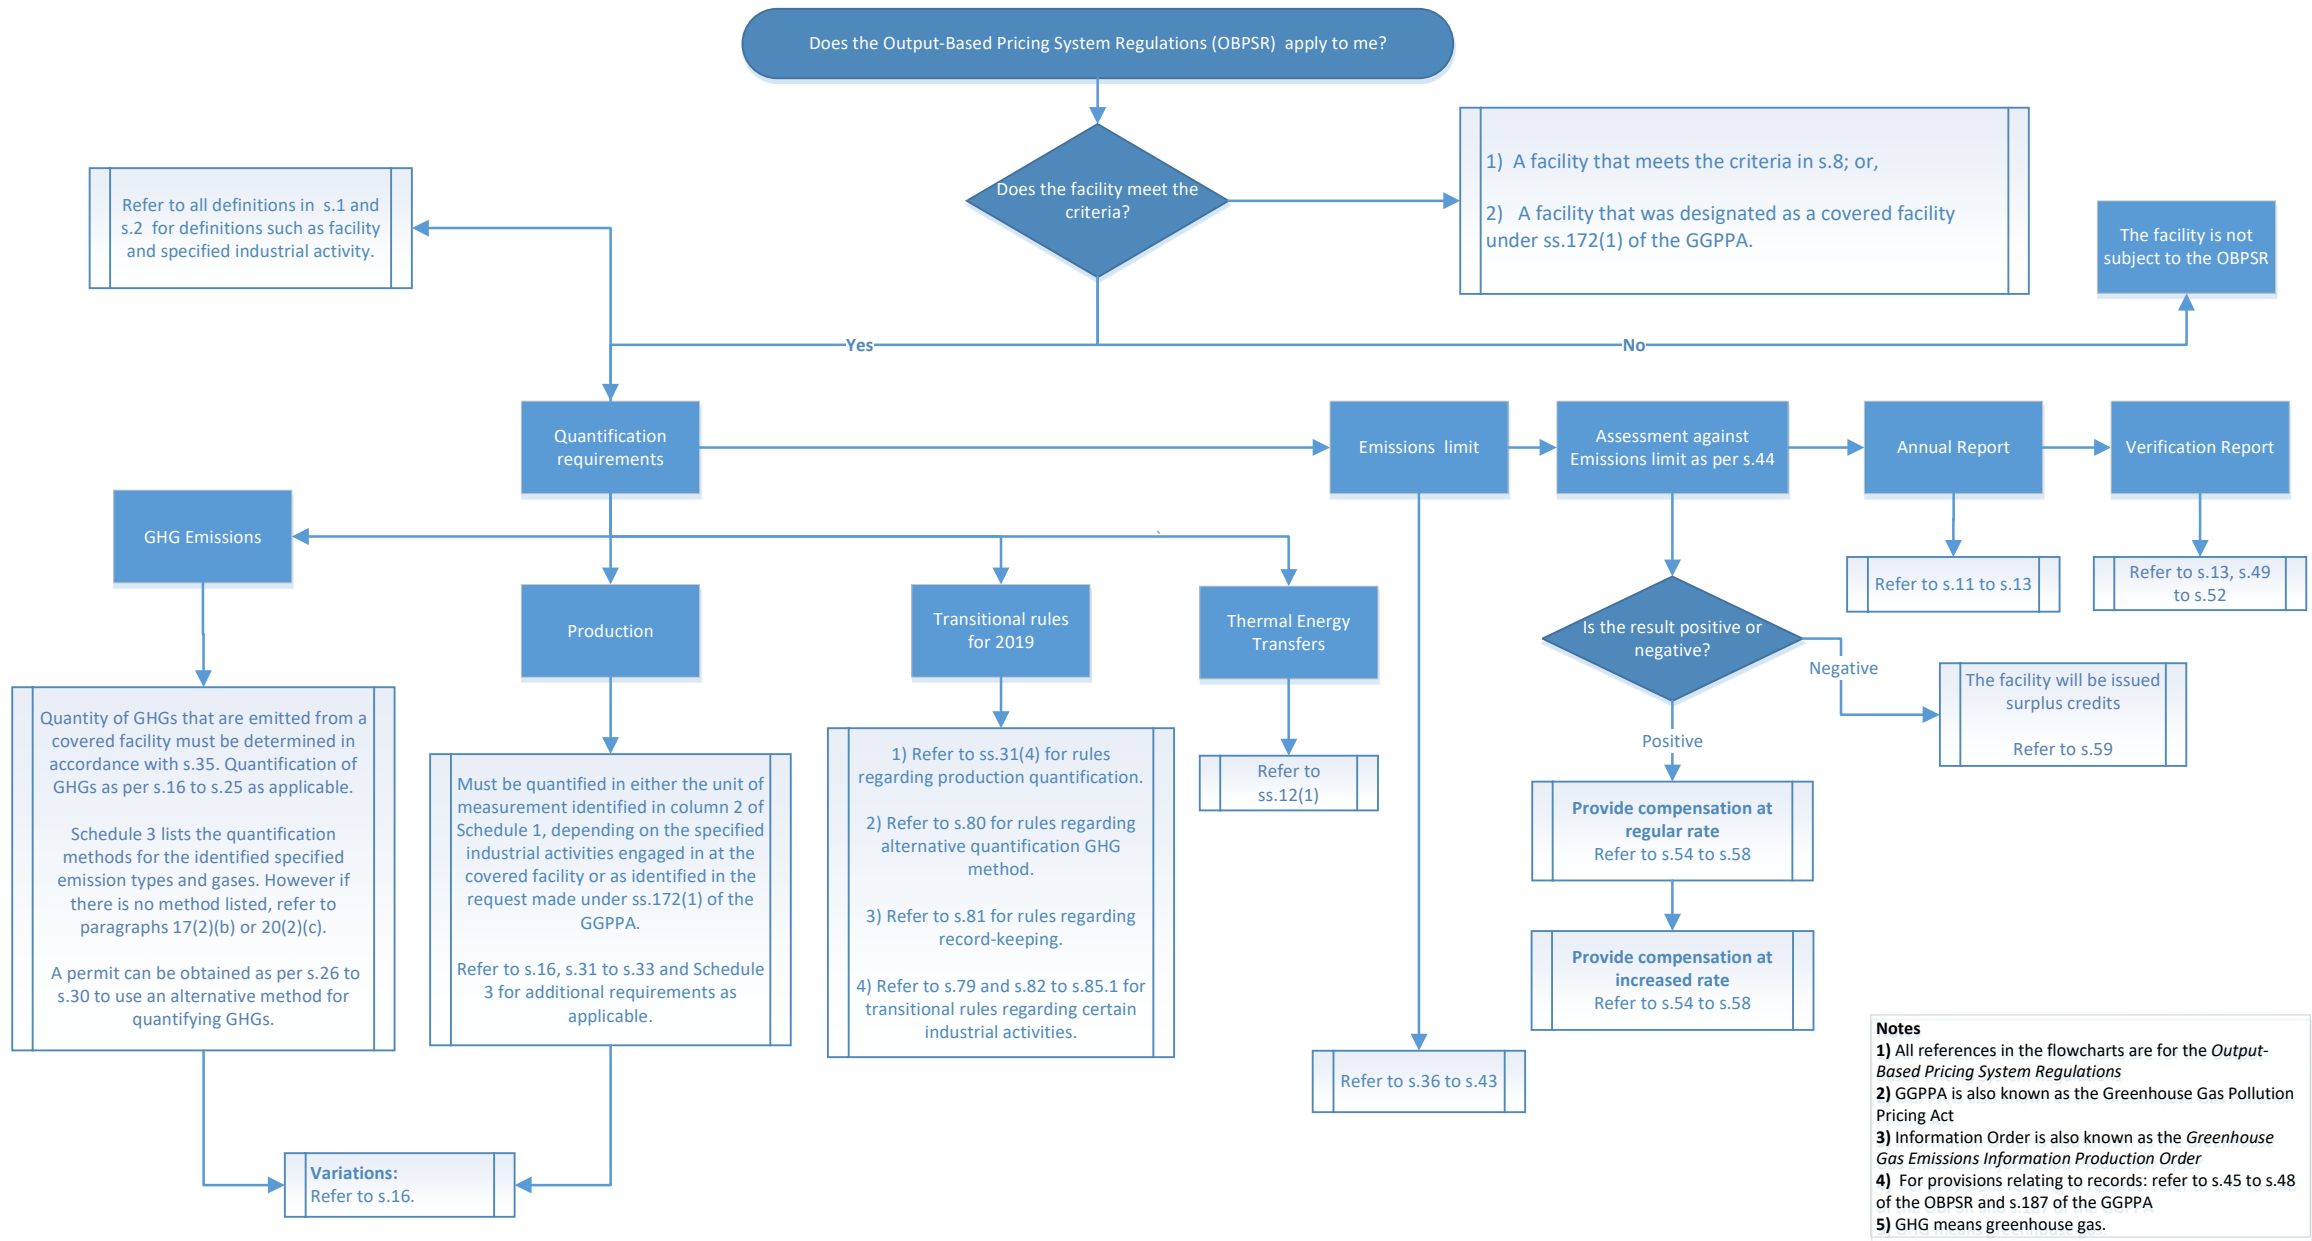 Does the Output-Based Pricing System Regulations (OBPSR) apply to me?
Does the facility meet the
criteria?
1) A facility that meets the criteria in s.8; or,
2) A facility that was designated as a covered facility
under ss.172(1) of the GGPPA.
Refer to all definitions in s.1 and
s.2 for definitions such as facility
and specified industrial activity.
The facility is not
subject to the OBPSR
Yes
No
Quantification
requirements
Emissions limit
Assessment against
Emissions limit as per s.44
Annual Report
Verification Report
GHG Emissions
Production
Transitional rules
for 2019
Thermal Energy
Transfers
Is the result positive or
negative?
Refer to s.11 to s.13
Refer to s.13, s.49
to s.52
Negative
The facility will be issued
surplus credits
Refer to s.59
Positive
Quantity of GHGs that are emitted from a
covered facility must be determined in
accordance with s.35. Quantification of
GHGs as per s.16 to s.25 as applicable.
Schedule 3 lists the quantification
methods for the identified specified
emission types and gases. However if
there is no method listed, refer to
paragraphs 17(2)(b) or 20(2)(c).
A permit can be obtained as per s.26 to
s.30 to use an alternative method for
quantifying GHGs.
Must be quantified in either the unit of
measurement identified in column 2 of
Schedule 1, depending on the specified
industrial activities engaged in at the
covered facility or as identified in the
request made under ss.172(1) of the
GGPPA.
Refer to s.16, s.31 to s.33 and Schedule
3 for additional requirements as
applicable.
1) Refer to ss.31(4) for rules
regarding production quantification.
2) Refer to s.80 for rules regarding
alternative quantification GHG
method.
3) Refer to s.81 for rules regarding
record-keeping.
4) Refer to s.79 and s.82 to s.85.1 for
transitional rules regarding certain
industrial activities.
Refer to
ss.12(1)
Provide compensation at
regular rate
Refer to s.54 to s.58
Provide compensation at
increased rate
Refer to s.54 to s.58
Refer to s.36 to s.43
Variations:
Refer to s.16.
Notes
1) All references in the flowcharts are for the Output-
Based Pricing System Regulations
2) GGPPA is also known as the Greenhouse Gas Pollution
Pricing Act
3) Information Order is also known as the Greenhouse
Gas Emissions Information Production Order
4) For provisions relating to records: refer to s.45 to s.48
of the OBPSR and s.187 of the GGPPA
5) GHG means greenhouse gas.